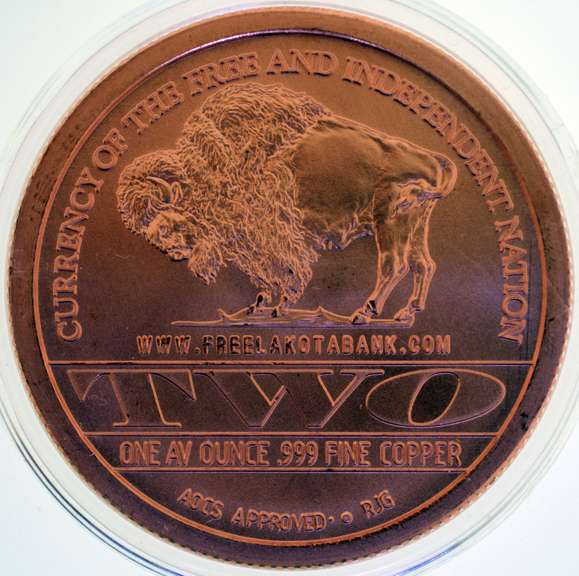 CURRENCY OF THE FREE AND INDEPENDENT NATION
WWW.FREELAKOTABANK.COM
TWO
ONE AV OUNCE .999 FINE COPPER
AOCS APPROVED· o RJG